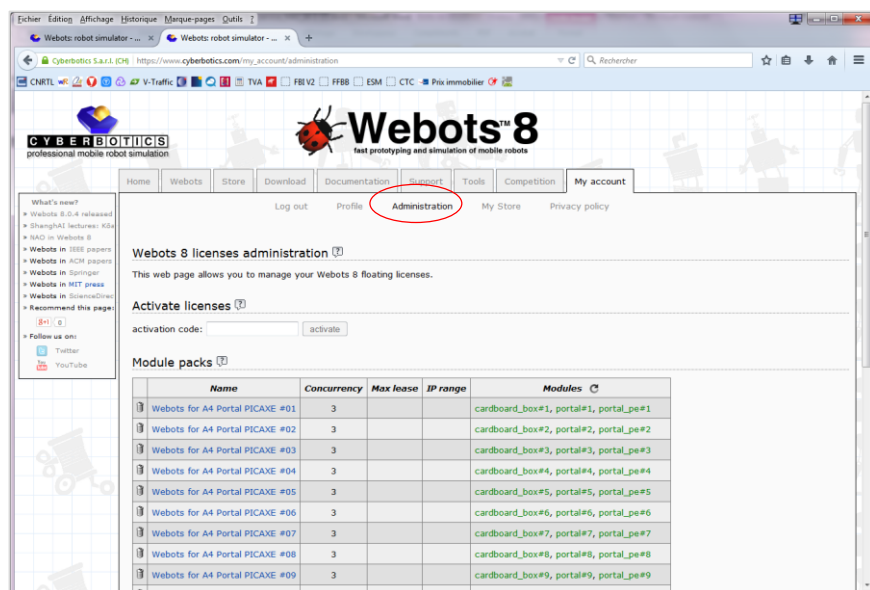 Fichier Édition Affichage Historique Marque-pages Outils ?
Webots: robot simulator - ... × Webots: robot simulator - ... × +
Cyberbotics S.a.r.l. (CH) https://www.cyberbotics.com/my_account/administration Rechercher
CNRTL V-Traffic TVA FBI V2 FFBB ESM CTC Prix immobilier
CYBERBOTICS
professional mobile robot simulation
Webots™ 8
fast prototyping and simulation of mobile robots
Home Webots Store Download Documentation Support Tools Competition My account
Log out Profile Administration My Store Privacy policy
What's new?
» Webots 8.0.4 released
» ShanghAI lectures: K8a
» NAO in Webots 8
» Webots in IEEE papers
» Webots in ACM papers
» Webots in Springer
» Webots in MIT press
» Webots in ScienceDirec
» Recommend this page:
g+1 0
» Follow us on:
Twitter
YouTube
Webots 8 licenses administration ?
This web page allows you to manage your Webots 8 floating licenses.
Activate licenses ?
activation code: activate
Module packs ?
Name Concurrency Max lease IP range Modules
Webots for A4 Portal PICAXE #01 3 cardboard_box#1, portal#1, portal_pe#1
Webots for A4 Portal PICAXE #02 3 cardboard_box#2, portal#2, portal_pe#2
Webots for A4 Portal PICAXE #03 3 cardboard_box#3, portal#3, portal_pe#3
Webots for A4 Portal PICAXE #04 3 cardboard_box#4, portal#4, portal_pe#4
Webots for A4 Portal PICAXE #05 3 cardboard_box#5, portal#5, portal_pe#5
Webots for A4 Portal PICAXE #06 3 cardboard_box#6, portal#6, portal_pe#6
Webots for A4 Portal PICAXE #07 3 cardboard_box#7, portal#7, portal_pe#7
Webots for A4 Portal PICAXE #08 3 cardboard_box#8, portal#8, portal_pe#8
Webots for A4 Portal PICAXE #09 3 cardboard_box#9, portal#9, portal_pe#9